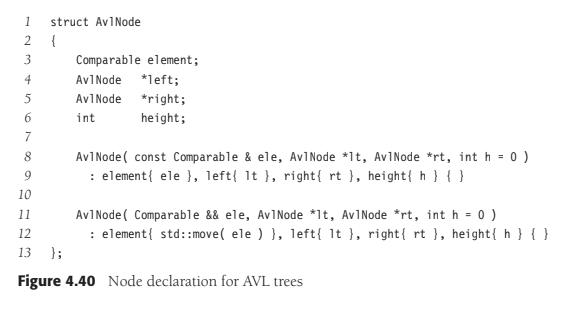 1 struct AvlNode
2 {
3 Comparable element;
4 AvlNode *left;
5 AvlNode *right;
6 int height;
7
8 AvlNode( const Comparable & ele, AvlNode *lt, AvlNode *rt, int h = 0 )
9 : element{ ele }, left{ lt }, right{ rt }, height{ h } { }
10
11 AvlNode( Comparable && ele, AvlNode *lt, AvlNode *rt, int h = 0 )
12 : element{ std::move( ele ) }, left{ lt }, right{ rt }, height{ h } { }
13 };
Figure 4.40 Node declaration for AVL trees